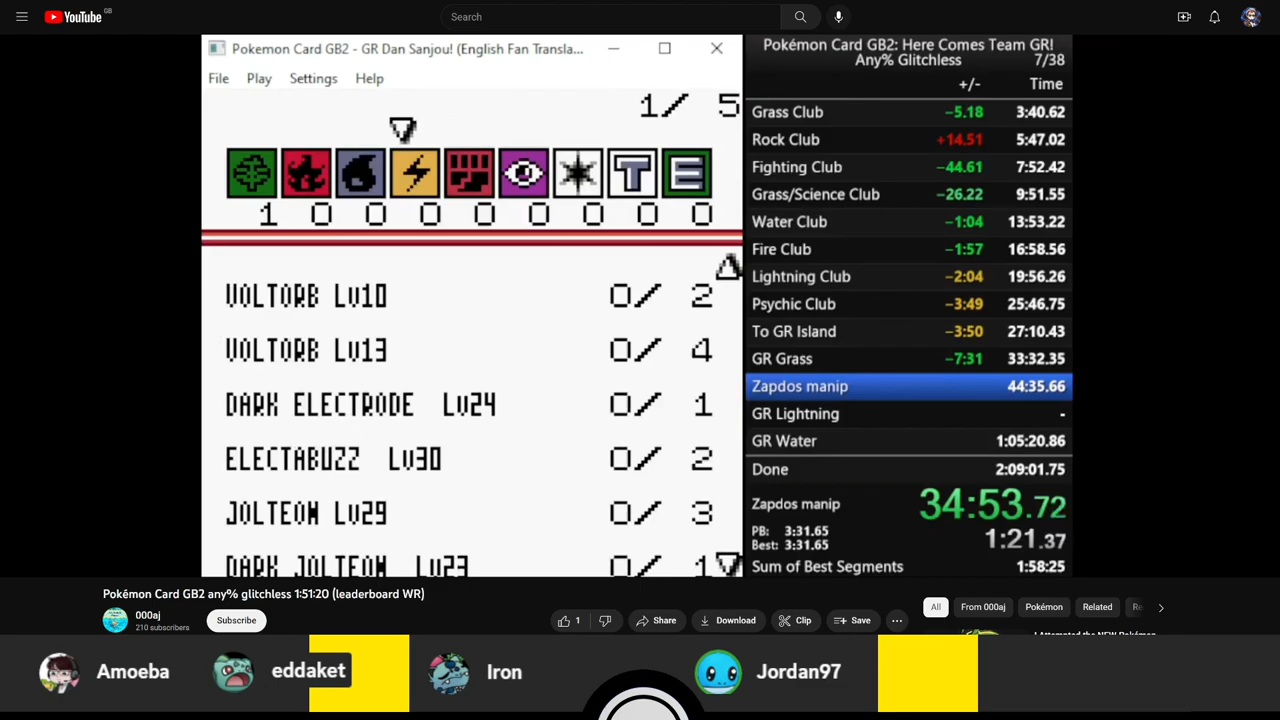 YouTube GB
Search
Pokemon Card GB2 - GR Dan Sanjou! (English Fan Transla...
File Play Settings Help
1/ 5
T E
1 0 0 0 0 0 0 0 0
VOLTORB Lv10 0/ 2
VOLTORB Lv13 0/ 4
DARK ELECTRODE Lv24 0/ 1
ELECTABUZZ Lv30 0/ 2
JOLTEON Lv29 0/ 3
DARK JOLTEON Lv23 0/ 1
Pokémon Card GB2: Here Comes Team GR!
Any% Glitchless 7/38
+/- Time
Grass Club -5.18 3:40.62
Rock Club +14.51 5:47.02
Fighting Club -44.61 7:52.42
Grass/Science Club -26.22 9:51.55
Water Club -1:04 13:53.22
Fire Club -1:57 16:58.56
Lightning Club -2:04 19:56.26
Psychic Club -3:49 25:46.75
To GR Island -3:50 27:10.43
GR Grass -7:31 33:32.35
Zapdos manip 44:35.66
GR Lightning -
GR Water 1:05:20.86
Done 2:09:01.75
Zapdos manip 34:53.72
PB: 3:31.65
Best: 3:31.65 1:21.37
Sum of Best Segments 1:58:25
Pokémon Card GB2 any% glitchless 1:51:20 (leaderboard WR)
000aj
210 subscribers
Subscribe
1 Share Download Clip Save
All From 000aj Pokémon Related Re
I Attempted the NEW Pokémon
Amoeba eddaket Iron Jordan97